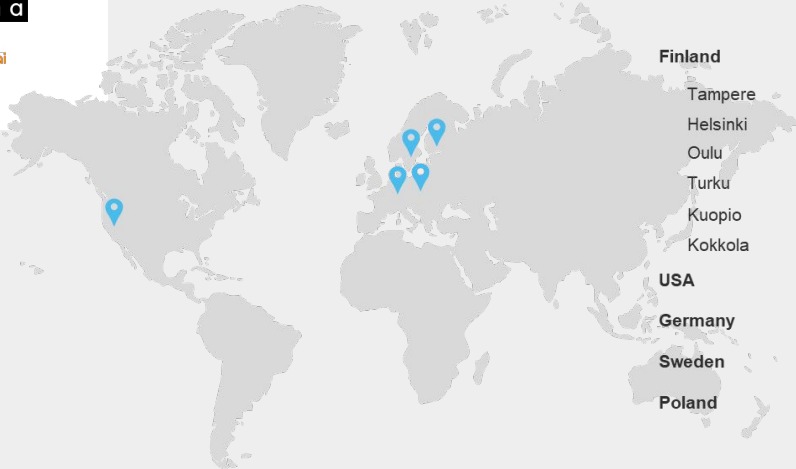 a
Finland
Tampere
Helsinki
Oulu
Turku
Kuopio
Kokkola
USA
Germany
Sweden
Poland